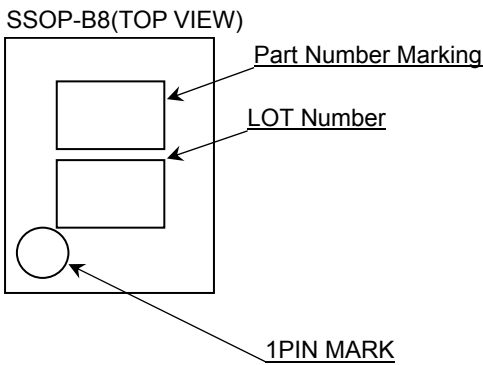 SSOP-B8(TOP VIEW)
Part Number Marking
LOT Number
1PIN MARK